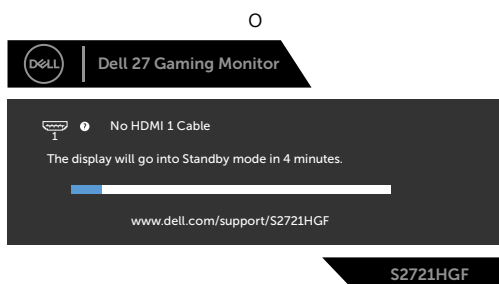 O
DELL
Dell 27 Gaming Monitor
? No HDMI 1 Cable
1
The display will go into Standby mode in 4 minutes.
www.dell.com/support/S2721HGF
S2721HGF